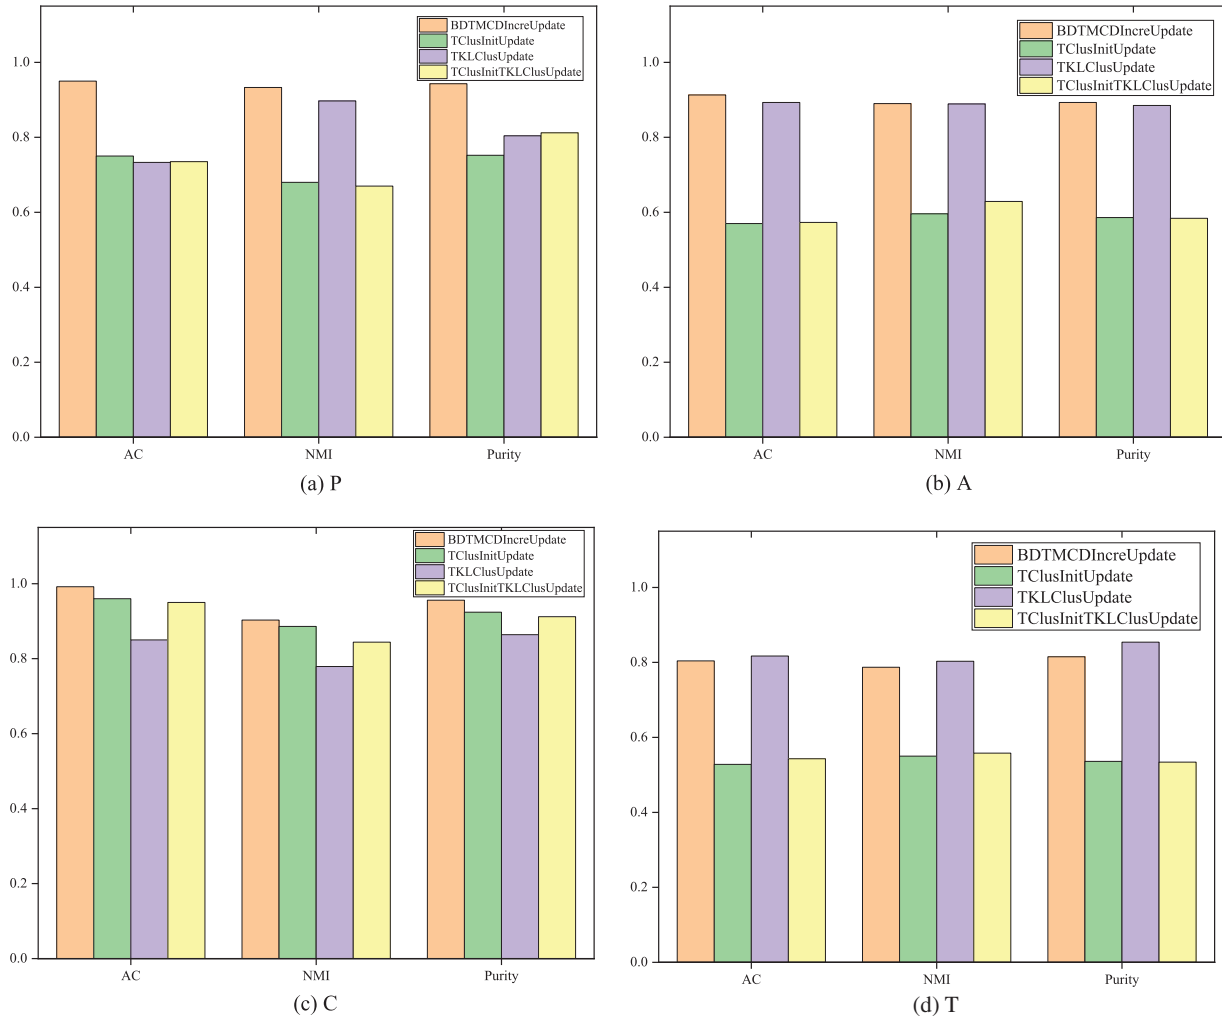 BDTMCDIncreUpdate
TClusInitUpdate
TKLClusUpdate
TClusInitTKLClusUpdate
1.0
0.8
0.6
0.4
0.2
0.0
AC NMI Purity
(a) P
BDTMCDIncreUpdate
TClusInitUpdate
TKLClusUpdate
TClusInitTKLClusUpdate
1.0
0.8
0.6
0.4
0.2
0.0
AC NMI Purity
(b) A
BDTMCDIncreUpdate
TClusInitUpdate
TKLClusUpdate
TClusInitTKLClusUpdate
1.0
0.8
0.6
0.4
0.2
0.0
AC NMI Purity
(c) C
BDTMCDIncreUpdate
TClusInitUpdate
TKLClusUpdate
TClusInitTKLClusUpdate
1.0
0.8
0.6
0.4
0.2
0.0
AC NMI Purity
(d) T